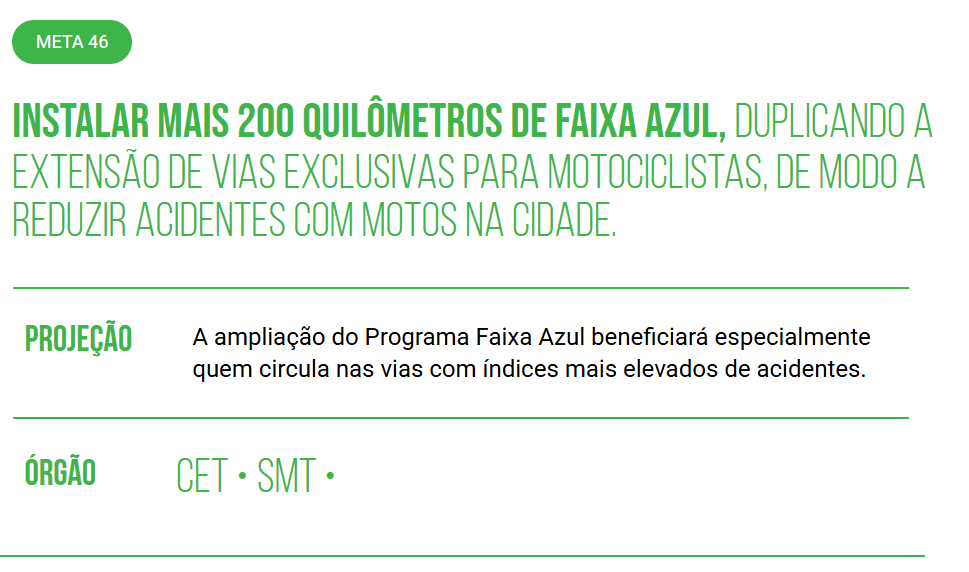 META 46
INSTALAR MAIS 200 QUILÔMETROS DE FAIXA AZUL, DUPLICANDO A
EXTENSÃO DE VIAS EXCLUSIVAS PARA MOTOCICLISTAS, DE MODO A
REDUZIR ACIDENTES COM MOTOS NA CIDADE.
PROJEÇÃO
A ampliação do Programa Faixa Azul beneficiará especialmente
quem circula nas vias com índices mais elevados de acidentes.
ÓRGÃO
CET • SMT •